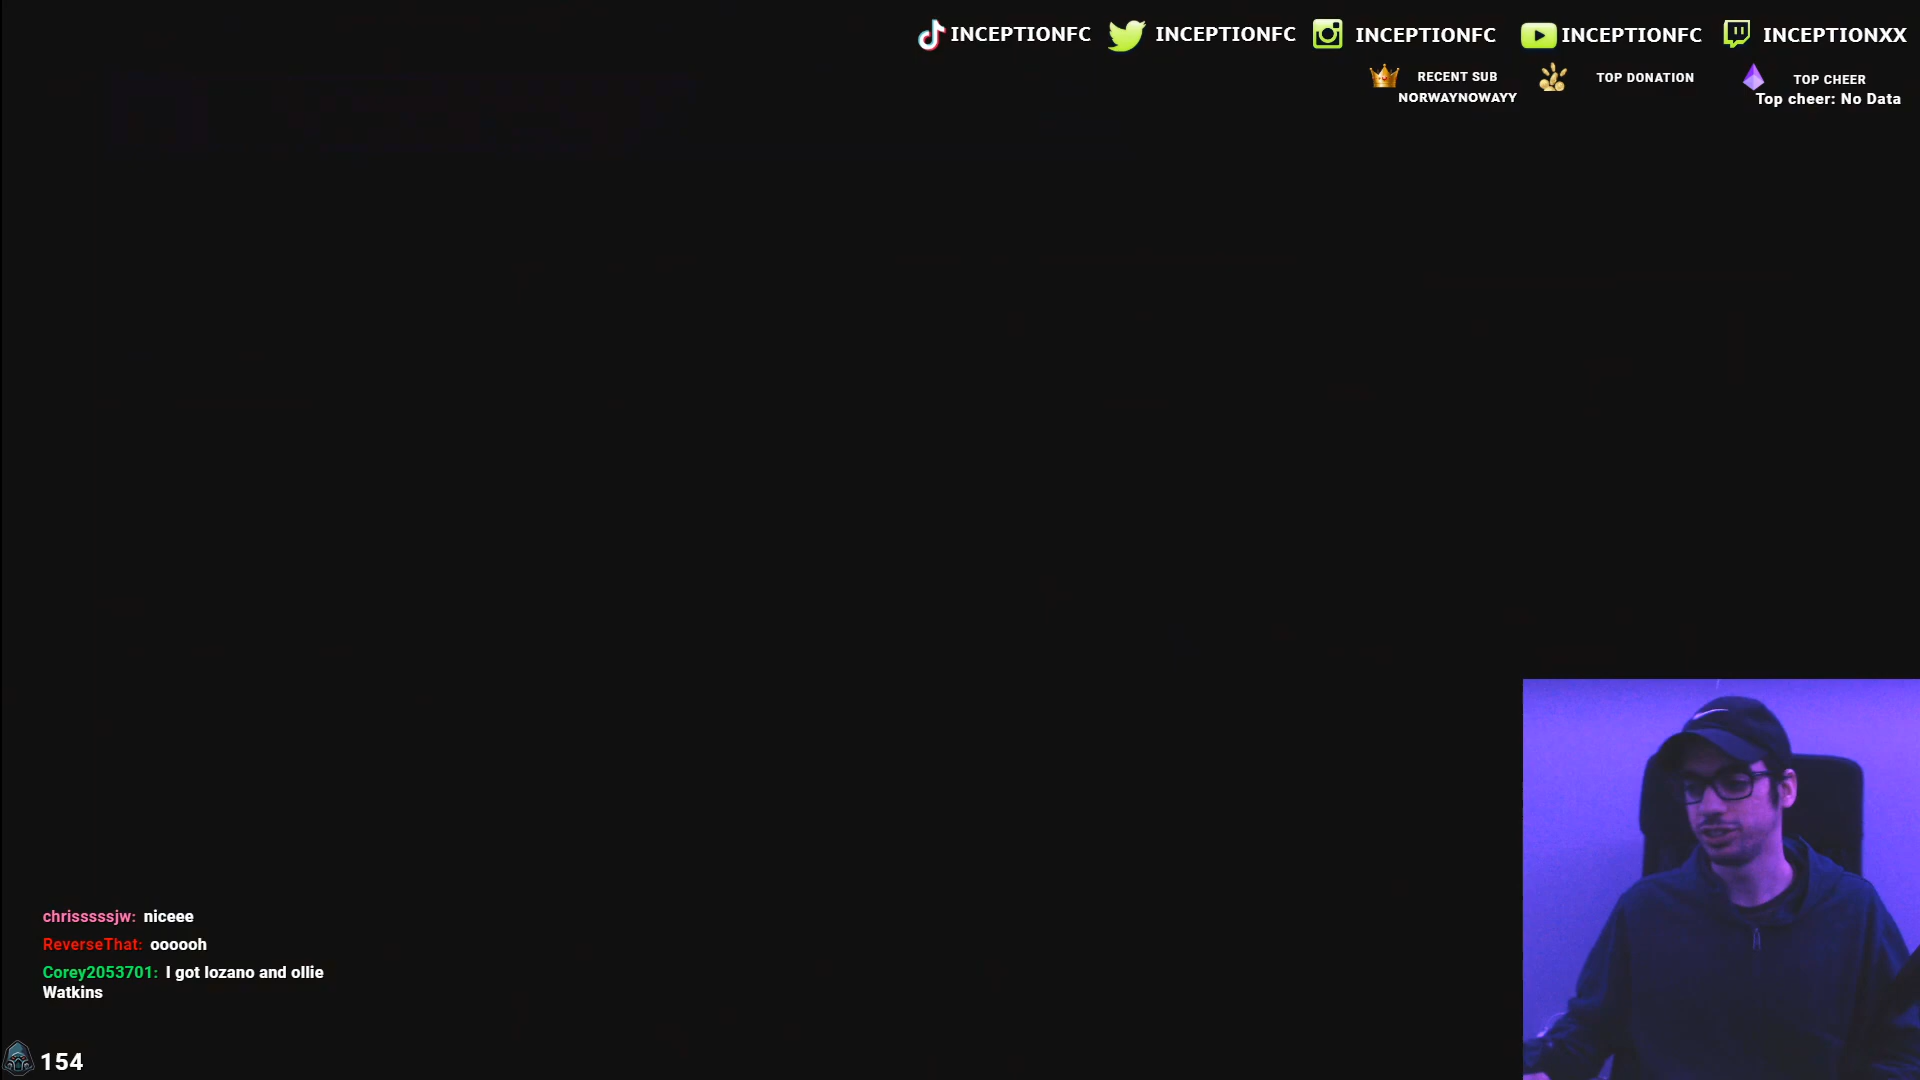 INCEPTIONFC INCEPTIONFC INCEPTIONFC INCEPTIONFC INCEPTIONXX
RECENT SUB TOP DONATION TOP CHEER
NORWAYNOWAYY Top cheer: No Data
chrisssssjw: niceee
ReverseThat: oooooh
Corey2053701: I got lozano and ollie
Watkins
154